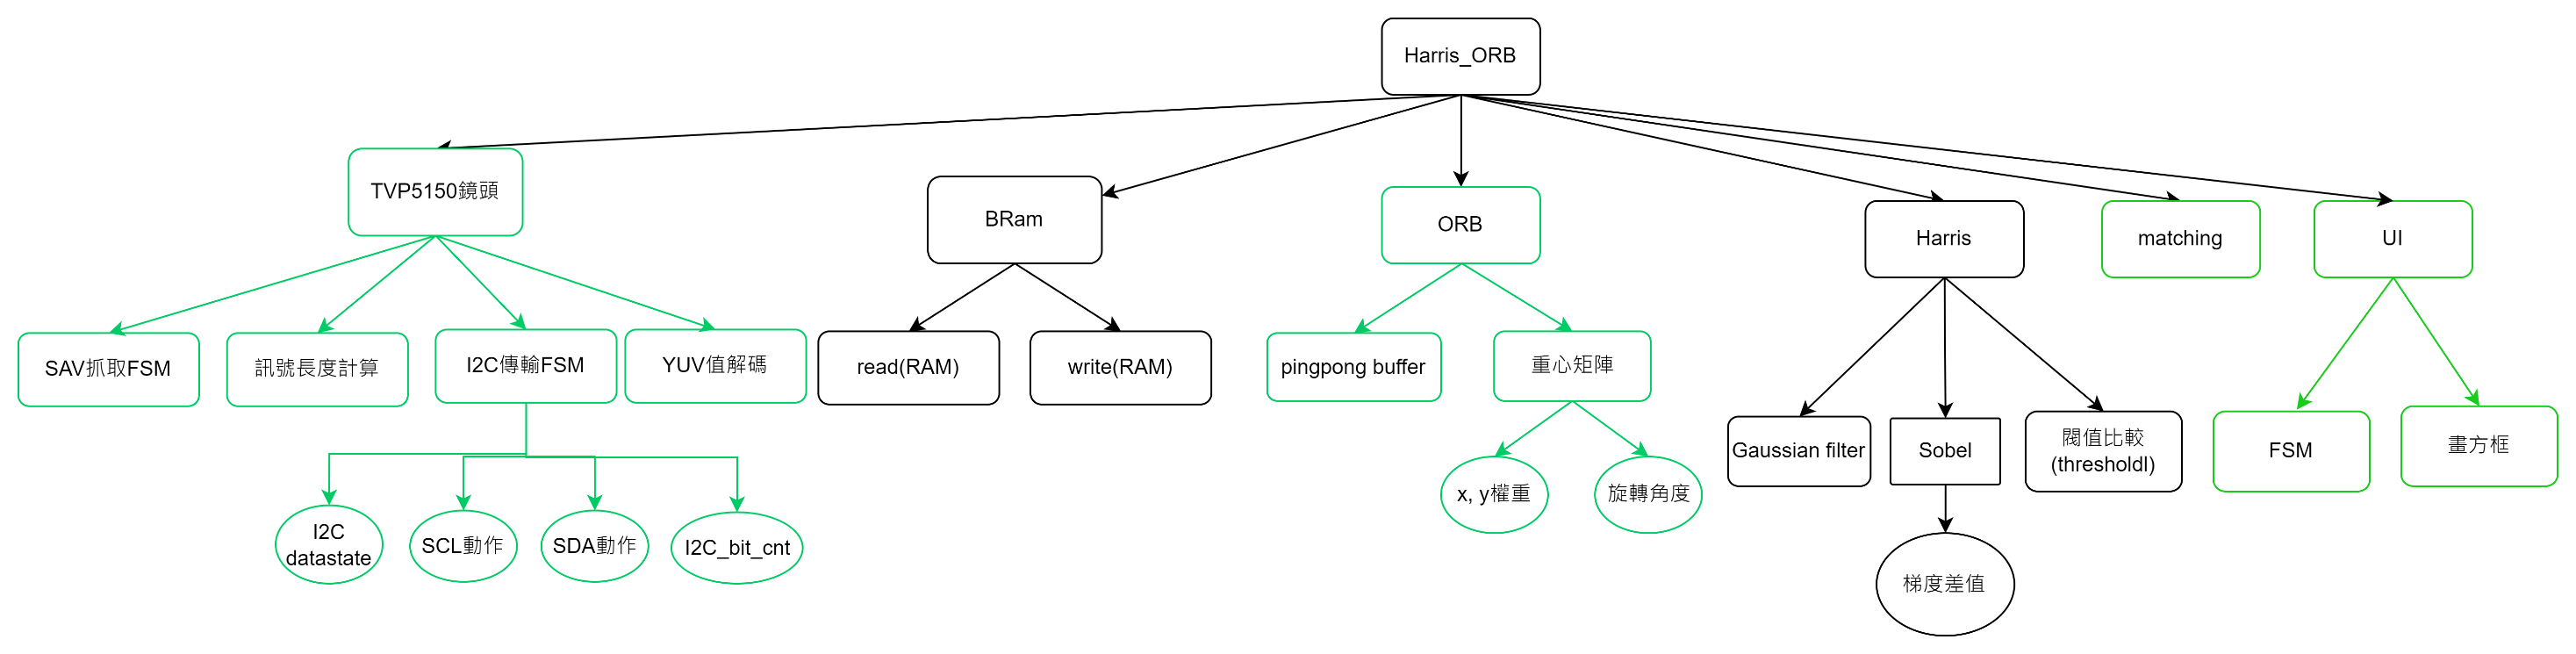 Harris_ORB
TVP5150鏡頭
BRam
ORB
Harris
matching
UI
SAV抓取FSM
訊號長度計算
I2C傳輸FSM
YUV值解碼
read(RAM)
write(RAM)
pingpong buffer
重心矩陣
Gaussian filter
Sobel
閥值比較
(thresholdl)
FSM
畫方框
I2C
datastate
SCL動作
SDA動作
I2C_bit_cnt
x, y權重
旋轉角度
梯度差值